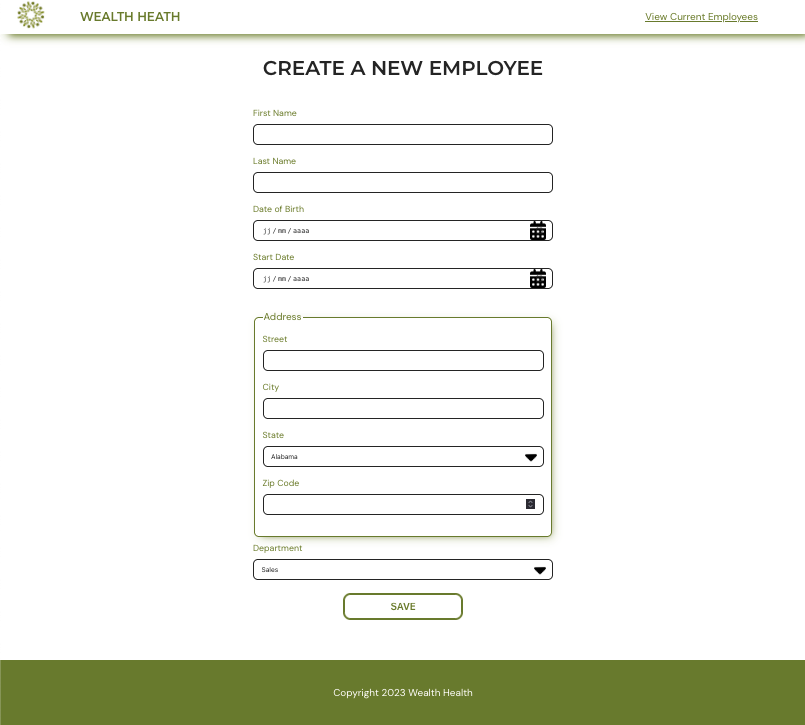 WEALTH HEATH
View Current Employees
CREATE A NEW EMPLOYEE
First Name
Last Name
Date of Birth
jj/mm/aaaa
Start Date
jj/mm/aaaa
Address
Street
City
State
Alabama
Zip Code
Department
Sales
SAVE
Copyright 2023 Wealth Health